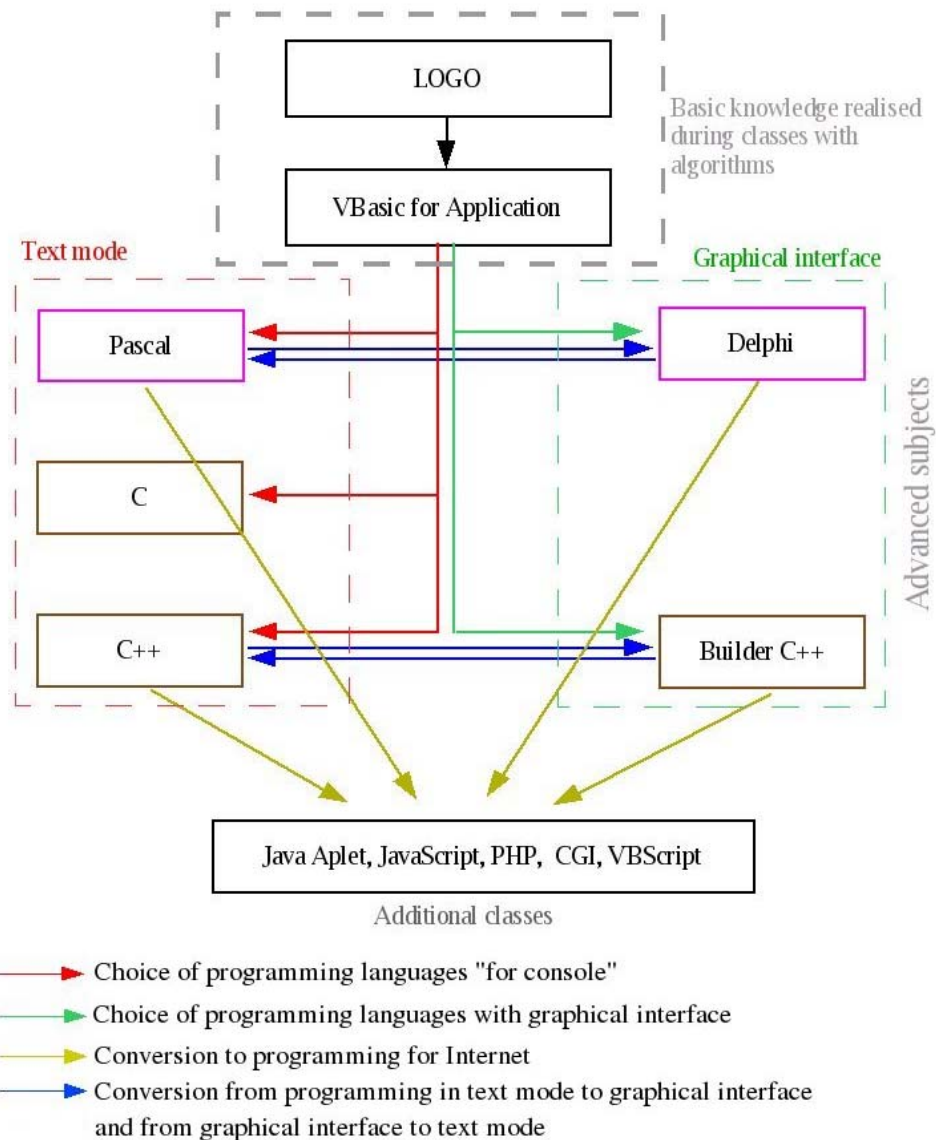 LOGO
Basic knowledge realised
during classes with
algorithms
VBasic for Application
Text mode
Graphical interface
Pascal
Delphi
Advanced subjects
C
C++
Builder C++
Java Aplet, JavaScript, PHP, CGI, VBScript
Additional classes
Choice of programming languages "for console"
Choice of programming languages with graphical interface
Conversion to programming for Internet
Conversion from programming in text mode to graphical interface
and from graphical interface to text mode